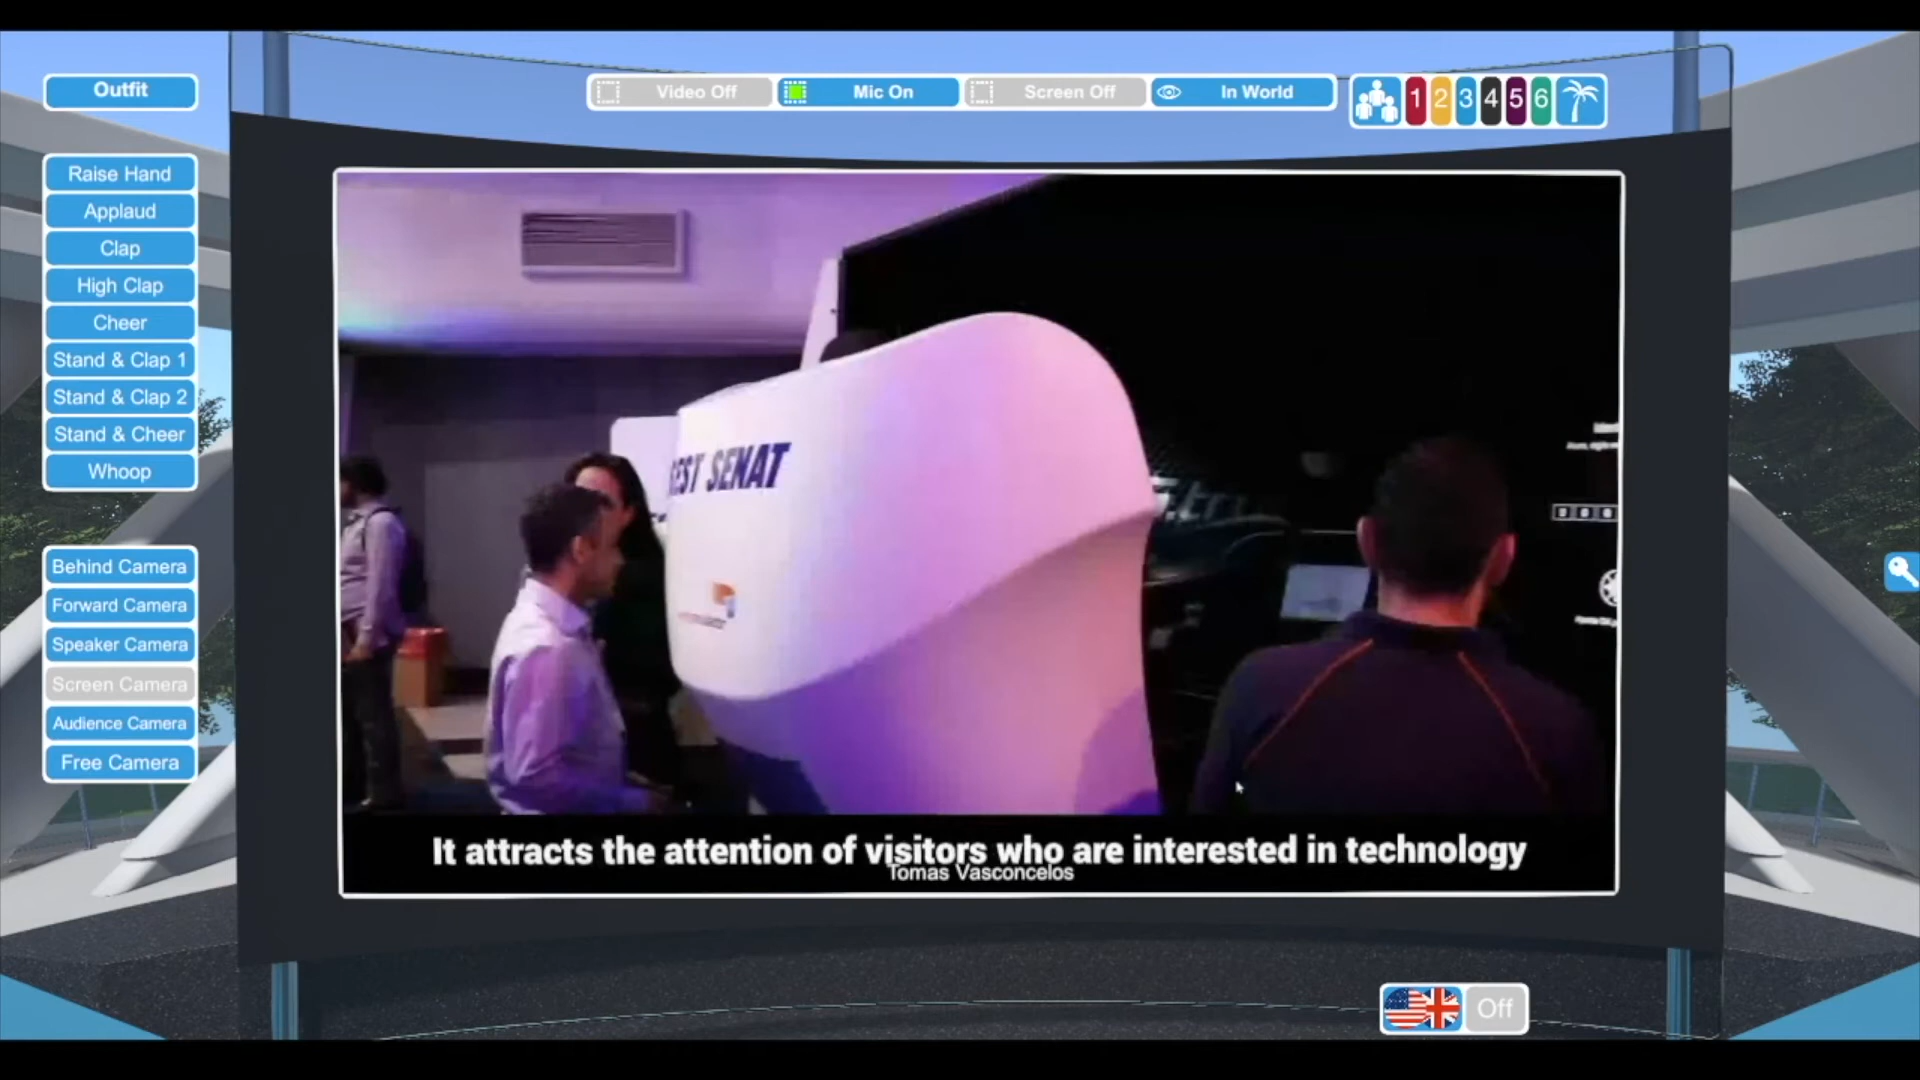 Outfit
Video Off
Mic On
Screen Off
In World
1 2 3 4 5 6
Raise Hand
Applaud
Clap
High Clap
Cheer
Stand & Clap 1
Stand & Clap 2
Stand & Cheer
Whoop
Behind Camera
Forward Camera
Speaker Camera
Screen Camera
Audience Camera
Free Camera
SENAT
It attracts the attention of visitors who are interested in technology
Tomas Vasconcelos
Off